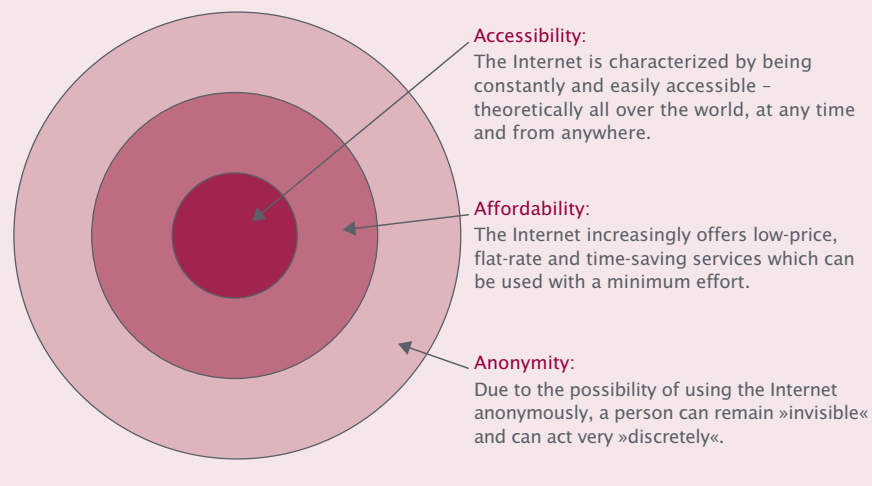 Accessibility:
The Internet is characterized by being
constantly and easily accessible –
theoretically all over the world, at any time
and from anywhere.
Affordability:
The Internet increasingly offers low-price,
flat-rate and time-saving services which can
be used with a minimum effort.
Anonymity:
Due to the possibility of using the Internet
anonymously, a person can remain »invisible«
and can act very »discretely«.